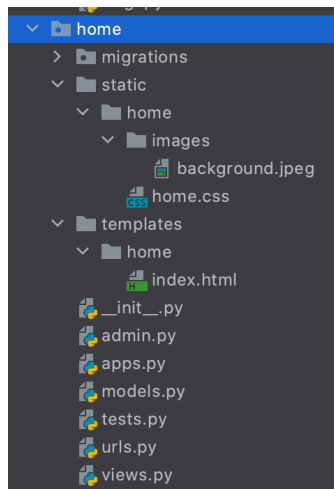 home
migrations
static
home
images
background.jpeg
home.css
templates
home
index.html
__init__.py
admin.py
apps.py
models.py
tests.py
urls.py
views.py